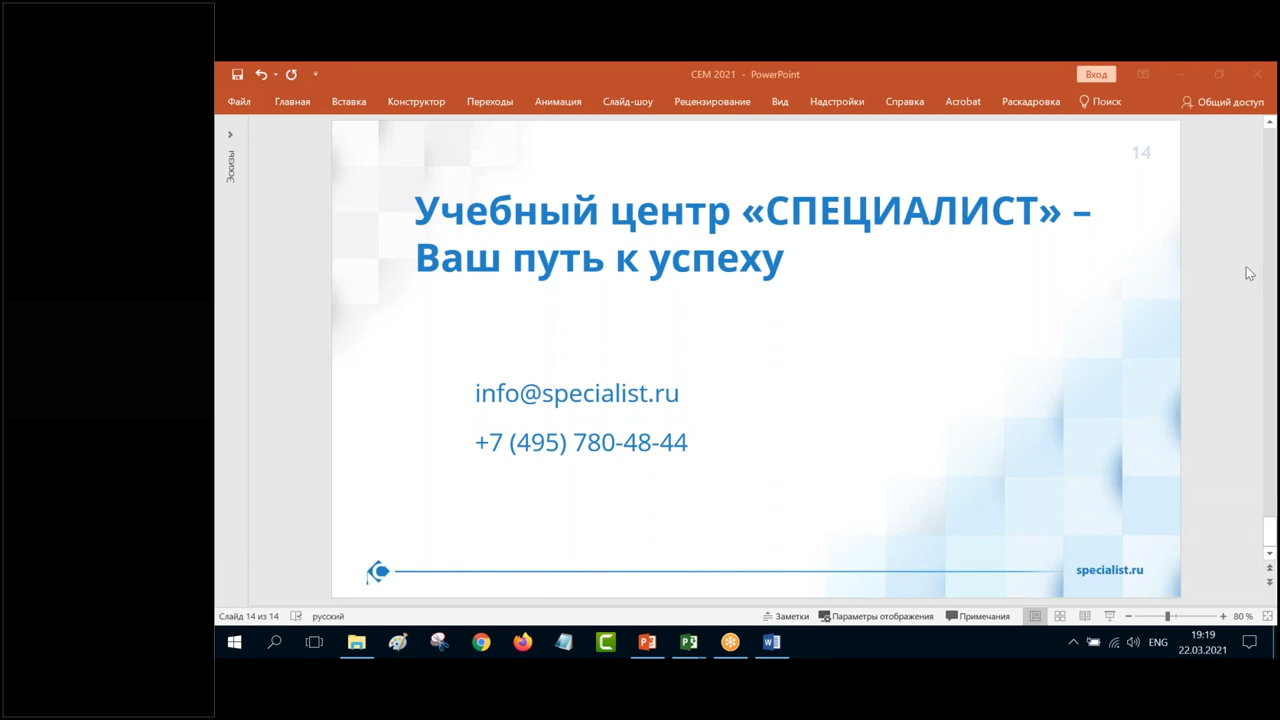 CEM 2021 - PowerPoint
Вход
Файл
Главная
Вставка
Конструктор
Переходы
Анимация
Слайд-шоу
Рецензирование
Вид
Надстройки
Справка
Acrobat
Раскадровка
Поиск
Общий доступ
Эскизы
14
Учебный центр «СПЕЦИАЛИСТ» –
Ваш путь к успеху
info@specialist.ru
+7 (495) 780-48-44
specialist.ru
Слайд 14 из 14
русский
Заметки
Параметры отображения
Примечания
80 %
ENG
19:19
22.03.2021